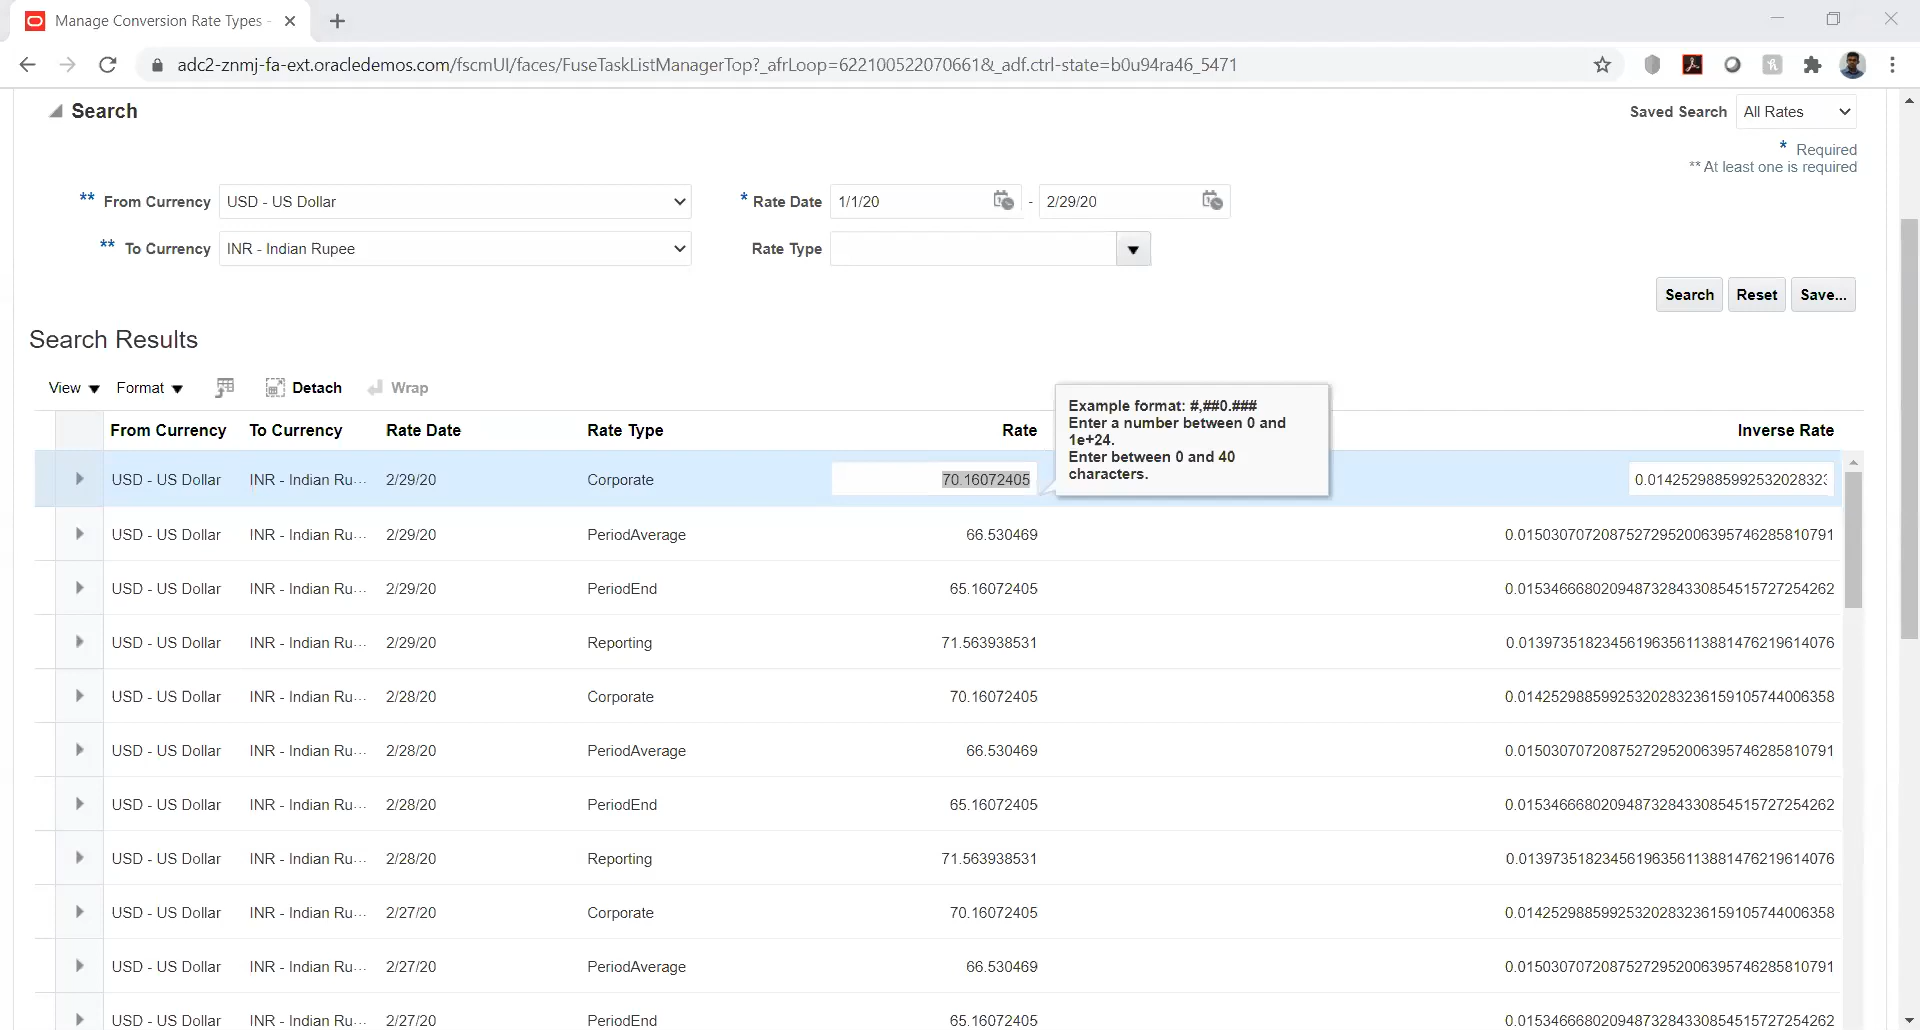 Manage Conversion Rate Types -
adc2-znmj-fa-ext.oracledemos.com/fscmUI/faces/FuseTaskListManagerTop?_afrLoop=622100522070661&_adf.ctrl-state=b0u94ra46_5471
Search
Saved Search All Rates
* Required
** At least one is required
** From Currency USD - US Dollar
* Rate Date 1/1/20 - 2/29/20
** To Currency INR - Indian Rupee
Rate Type
Search Reset Save...
Search Results
View Format Detach Wrap
Example format: #,##0.###
Enter a number between 0 and
1e+24.
Enter between 0 and 40
characters.
From Currency To Currency Rate Date Rate Type Rate Inverse Rate
USD - US Dollar INR - Indian Ru... 2/29/20 Corporate 70.16072405 0.0142529885992532028323
USD - US Dollar INR - Indian Ru... 2/29/20 PeriodAverage 66.530469 0.0150307072087527295200639574628581​0791
USD - US Dollar INR - Indian Ru... 2/29/20 PeriodEnd 65.16072405 0.0153466680209487328433085451572725​4262
USD - US Dollar INR - Indian Ru... 2/29/20 Reporting 71.563938531 0.0139735182345619635611388147621961​4076
USD - US Dollar INR - Indian Ru... 2/28/20 Corporate 70.16072405 0.0142529885992532028323615910574400​6358
USD - US Dollar INR - Indian Ru... 2/28/20 PeriodAverage 66.530469 0.0150307072087527295200639574628581​0791
USD - US Dollar INR - Indian Ru... 2/28/20 PeriodEnd 65.16072405 0.0153466680209487328433085451572725​4262
USD - US Dollar INR - Indian Ru... 2/28/20 Reporting 71.563938531 0.0139735182345619635611388147621961​4076
USD - US Dollar INR - Indian Ru... 2/27/20 Corporate 70.16072405 0.0142529885992532028323615910574400​6358
USD - US Dollar INR - Indian Ru... 2/27/20 PeriodAverage 66.530469 0.0150307072087527295200639574628581​0791
USD - US Dollar INR - Indian Ru... 2/27/20 PeriodEnd 65.16072405 0.0153466680209487328433085451572725​4262